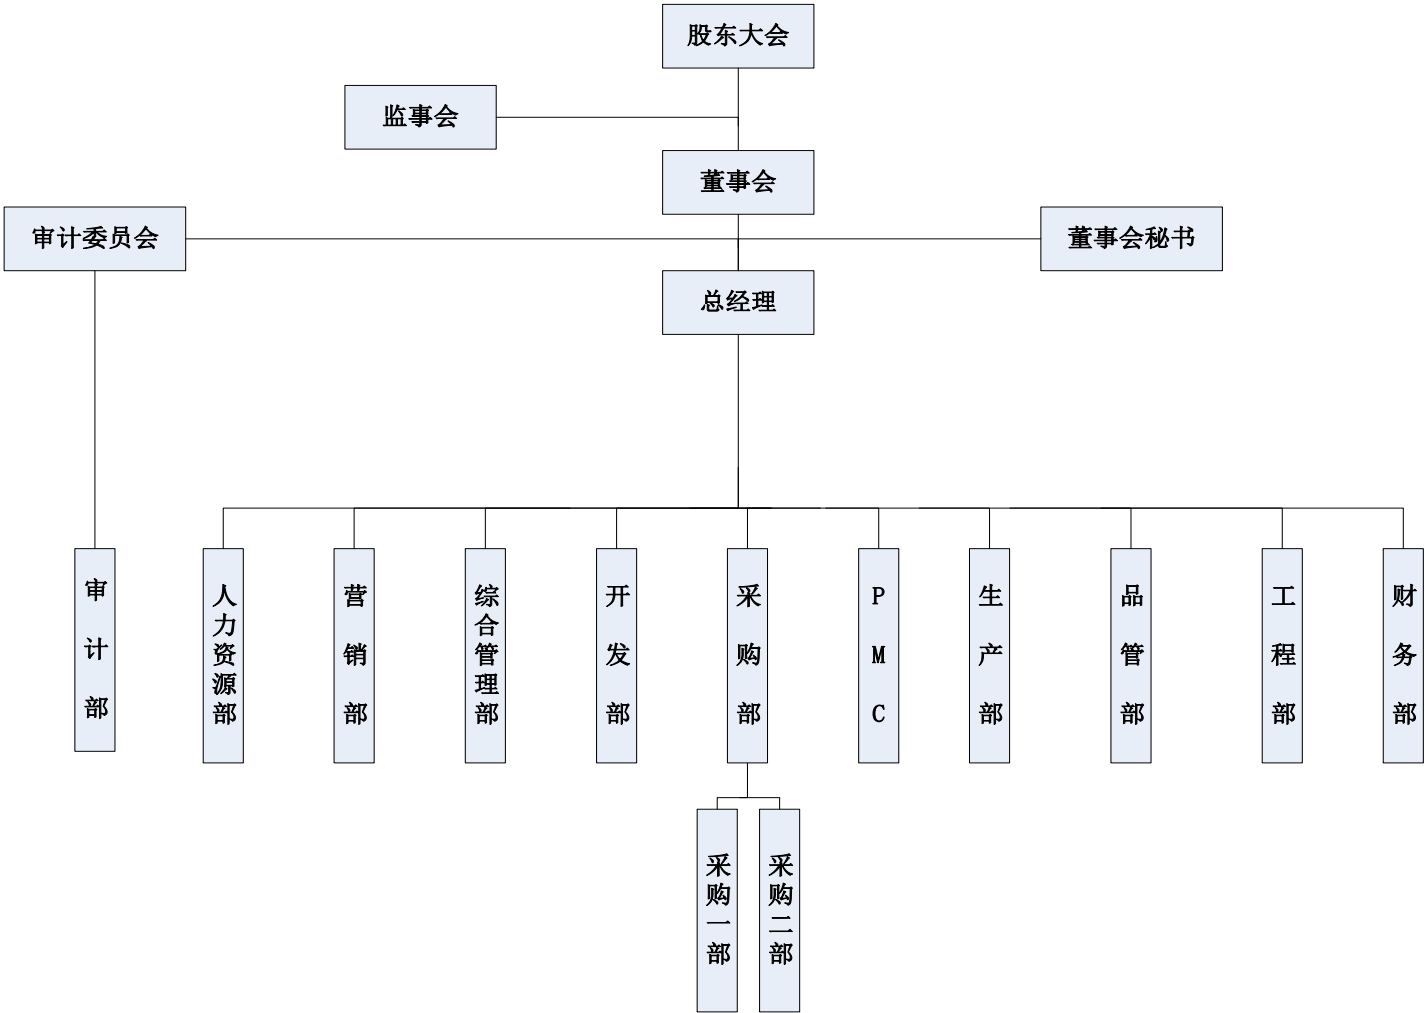 股东大会
监事会
董事会
审计委员会
董事会秘书
总经理
审计部
人力资源部
营销部
综合管理部
开发部
采购部
PMC
生产部
品管部
工程部
财务部
采购一部
采购二部